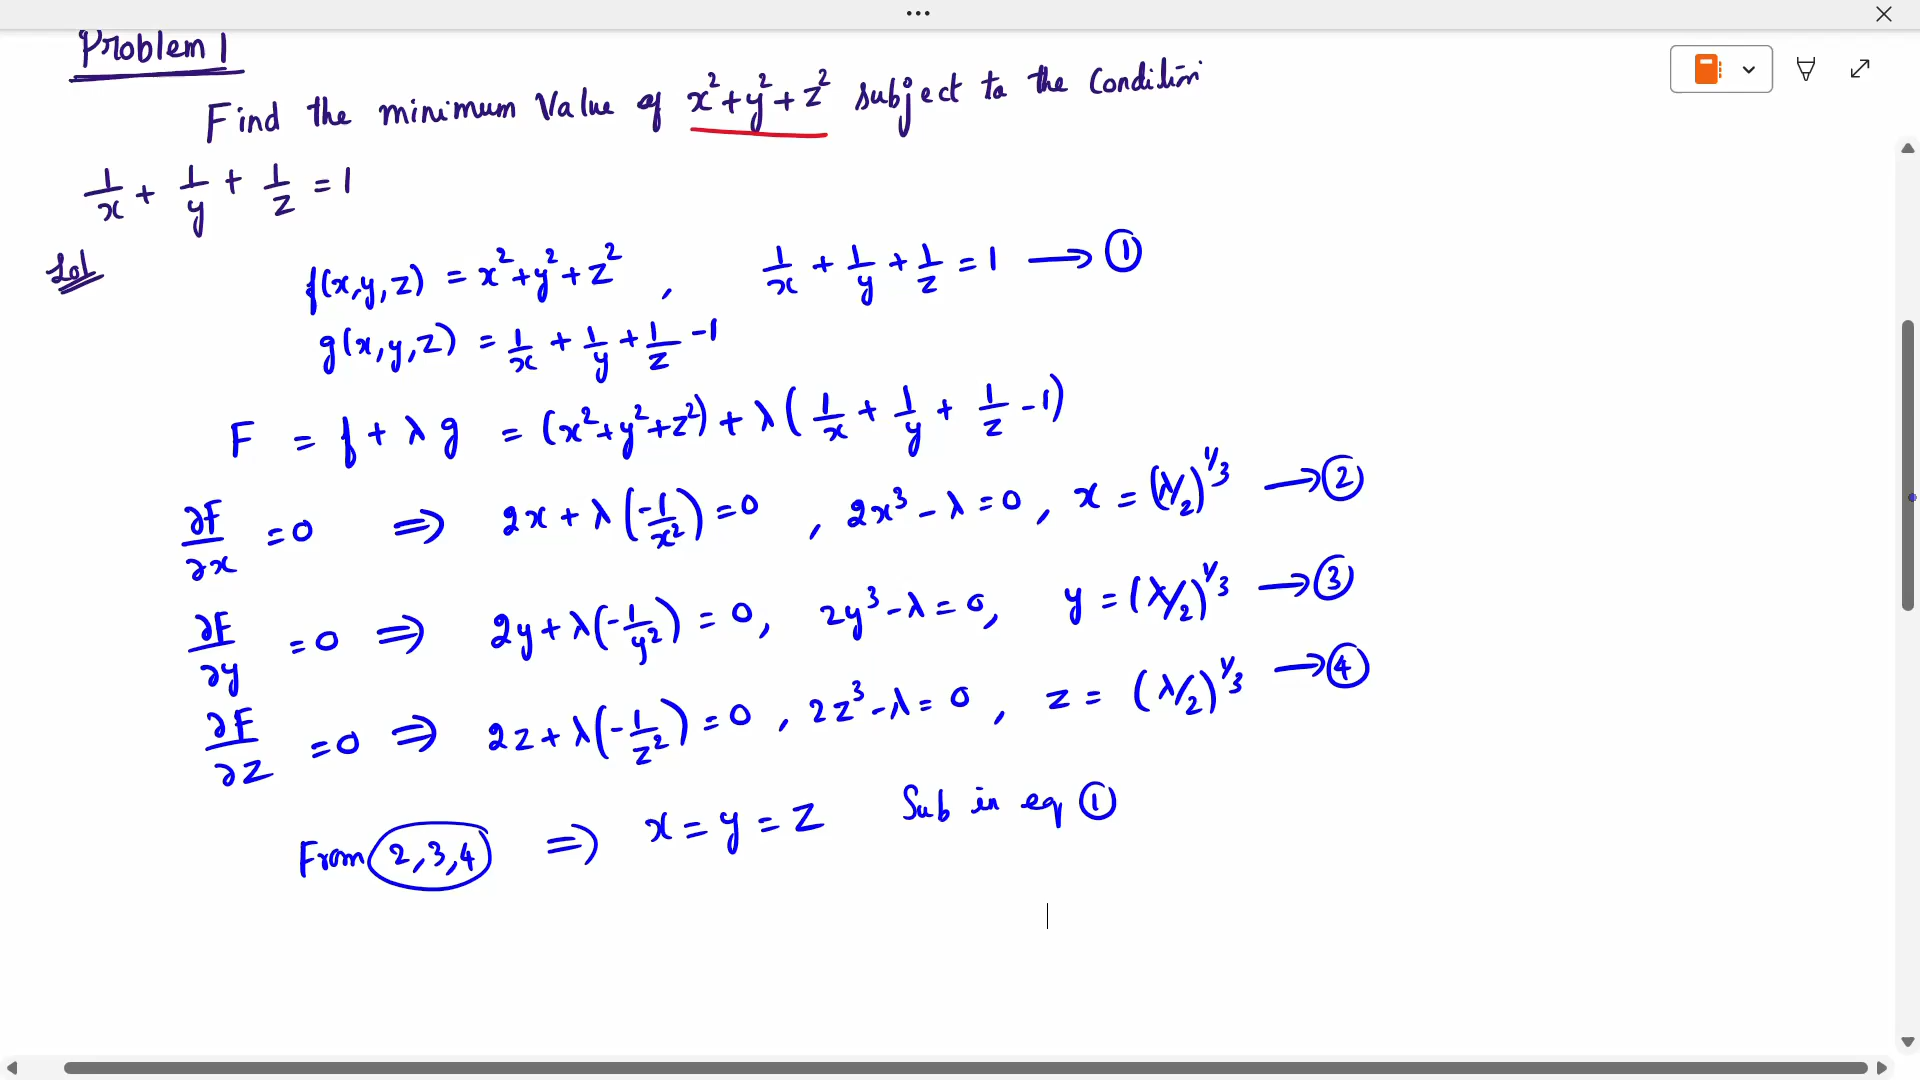 Problem 1
Find the minimum Value of x²+y²+z² subject to the Condition
1/x + 1/y + 1/z = 1
Sol
f(x,y,z) = x²+y²+z² , 1/x + 1/y + 1/z = 1 → ①
g(x,y,z) = 1/x + 1/y + 1/z -1
F = f + λg = (x²+y²+z²) + λ(1/x + 1/y + 1/z - 1)
∂F/∂x = 0 ⇒ 2x + λ(-1/x²) = 0 , 2x³ - λ = 0 , x = (λ/2)^1/3 → ②
∂F/∂y = 0 ⇒ 2y + λ(-1/y²) = 0 , 2y³ - λ = 0 , y = (λ/2)^1/3 → ③
∂F/∂z = 0 ⇒ 2z + λ(-1/z²) = 0 , 2z³ - λ = 0 , z = (λ/2)^1/3 → ④
From 2,3,4 ⇒ x = y = z Sub in eq ①